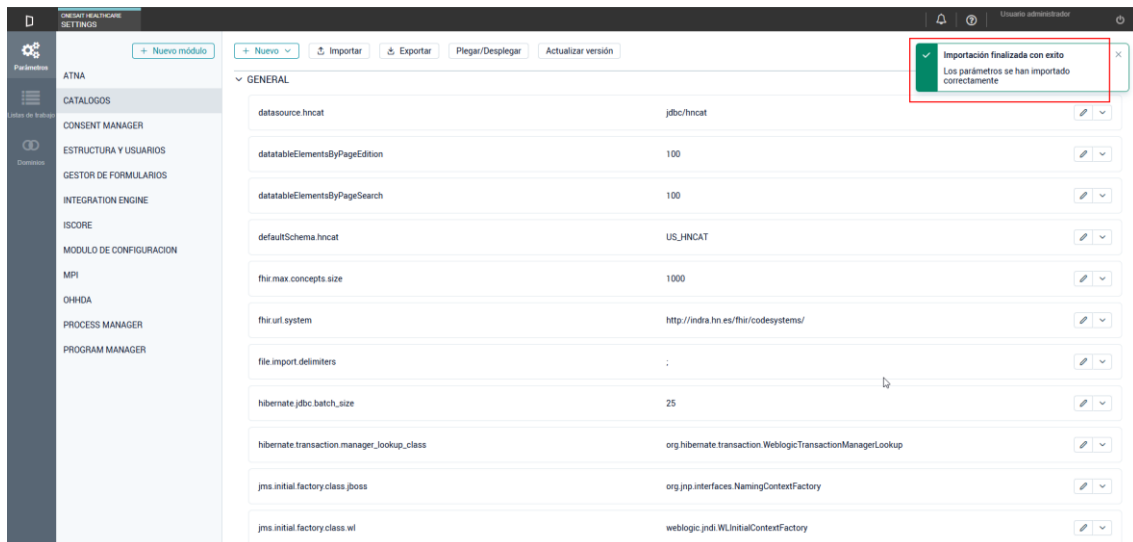 ONESAIT HEALTHCARE
SETTINGS
Usuario administrador
Parámetros
Listas de trabajo
Dominios
+ Nuevo módulo
ATNA
CATALOGOS
CONSENT MANAGER
ESTRUCTURA Y USUARIOS
GESTOR DE FORMULARIOS
INTEGRATION ENGINE
ISCORE
MODULO DE CONFIGURACION
MPI
OHHDA
PROCESS MANAGER
PROGRAM MANAGER
+ Nuevo Importar Exportar Plegar/Desplegar Actualizar versión
Importación finalizada con exito
Los parámetros se han importado
correctamente
GENERAL
datasource.hncat jdbc/hncat
datatableElementsByPageEdition 100
datatableElementsByPageSearch 100
defaultSchema.hncat US_HNCAT
fhir.max.concepts.size 1000
fhir.url.system http://indra.hn.es/fhir/codesystems/
file.import.delimiters ;
hibernate.jdbc.batch_size 25
hibernate.transaction.manager_lookup_class org.hibernate.transaction.WeblogicTransactionManagerLookup
jms.initial.factory.class.jboss org.jnp.interfaces.NamingContextFactory
jms.initial.factory.class.wl weblogic.jndi.WLInitialContextFactory